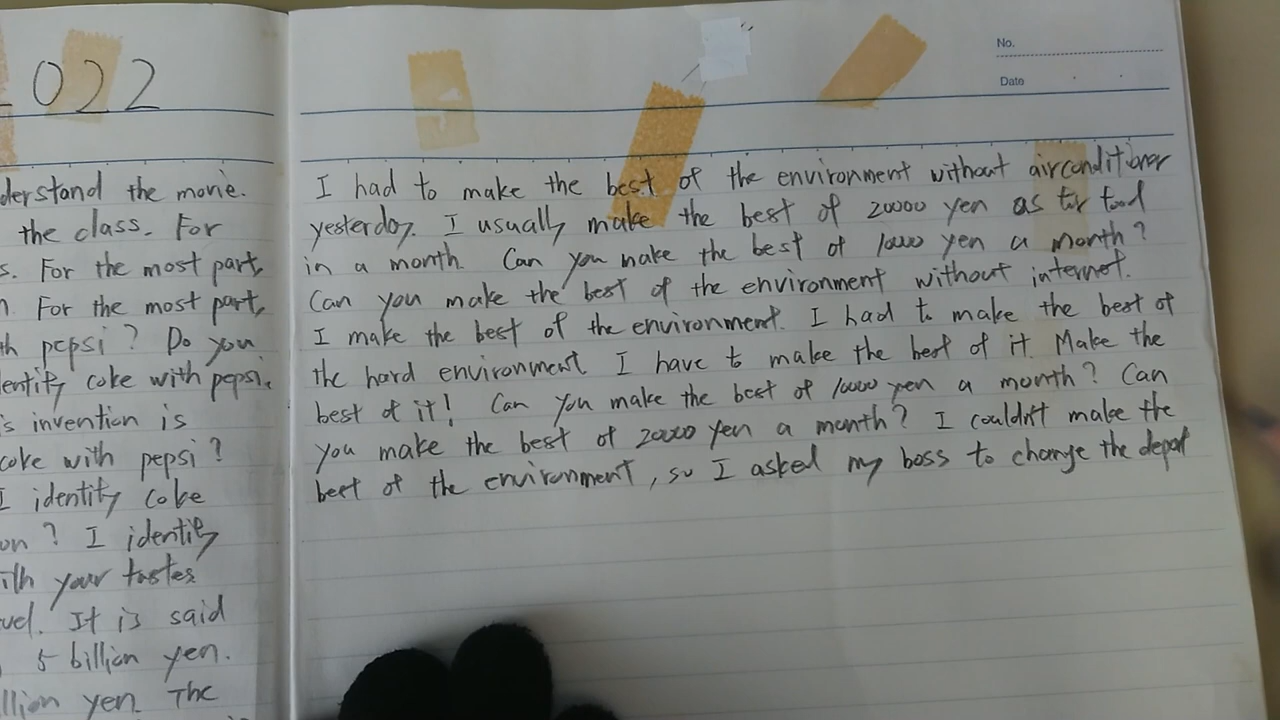 022
derstand the movie.
the class. For
s. For the most part,
n. For the most part,
th pepsi? Do you
dentify coke with pepsi.
s invention is
coke with pepsi?
I identify coke
on? I identify
ith your tastes
vel. It is said
5 billion yen.
llion yen. The
No.
Date
I had to make the best of the environment without airconditioner
yesterday. I usually make the best of 20000 yen as for food
in a month. Can you make the best of 10000 yen a month?
Can you make the best of the environment without internet.
I make the best of the environment. I had to make the best of
the hard environment I have to make the best of it. Make the
best of it! Can you make the best of 10000 yen a month? Can
you make the best of 20000 yen a month? I couldn't make the
best of the environment, so I asked my boss to change the depat